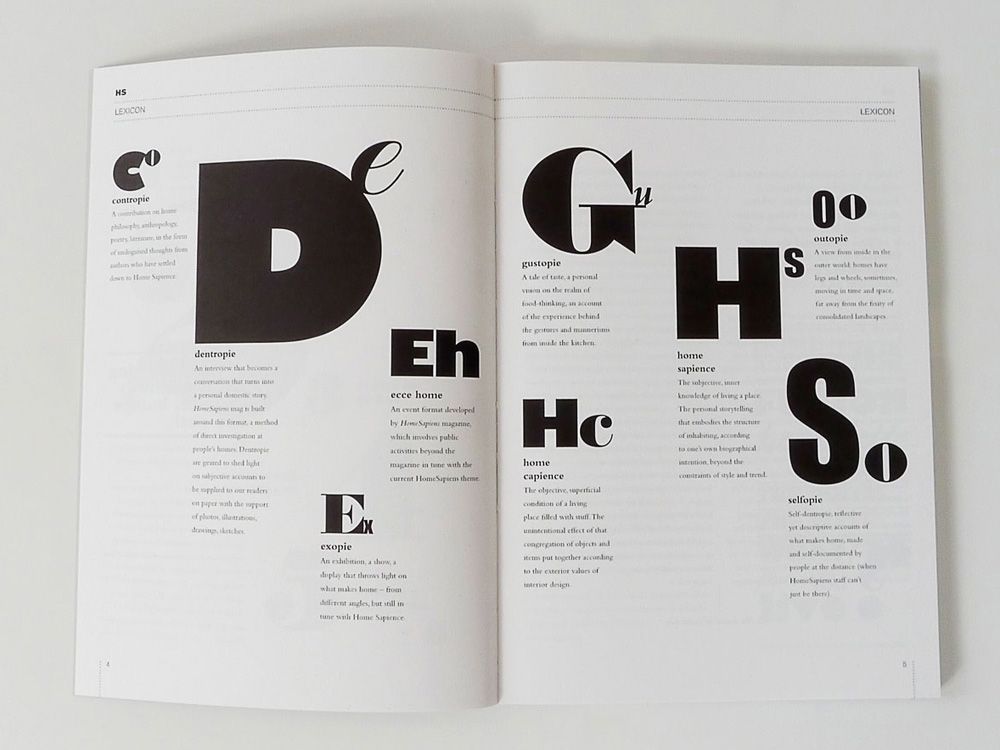 HS
LEXICON
Co
contropie
A contribution on home
philosophy, anthropology,
poetry, literature, in the form
of endogained thoughts from
authors who have settled
down to Home Sapience.
De
dentropie
An interview that becomes a
conversation that turns into
a personal domestic story.
HomeSapiens mag is built
around this format, a method
of direct investigation at
people's homes. Dentropie
are geared to shed light
on subjective accounts to
be supplied to our readers
on paper with the support
of photos, illustrations,
drawings, sketches.
Eh
ecce home
An event format developed
by HomeSapiens magazine,
which involves public
activities beyond the
magazine in tune with the
current HomeSapiens theme.
Ex
exopie
An exhibition, a show, a
display that throws light on
what makes home – from
different angles, but still in
tune with Home Sapience.
4
LEXICON
Gu
gustopie
A tale of taste, a personal
vision on the realm of
food-thinking, an account
of the experience behind
the gestures and mannerisms
from inside the kitchen.
Hc
home
capience
The objective, superficial
condition of a living
place filled with stuff. The
unintentional effect of that
congregation of objects and
items put together according
to the exterior values of
interior design.
Hs
home
sapience
The subjective, inner
knowledge of living a place.
The personal storytelling
that embodies the structure
of inhabiting, according
to one's own biographical
intention, beyond the
constraints of style and trend.
Oo
outopie
A view from inside in the
outer world: homes have
legs and wheels, sometimes,
moving in time and space,
far away from the fixity of
consolidated landscapes.
So
selfopie
Self-dentropie, reflective
yet descriptive accounts of
what makes home, made
and self-documented by
people at the distance (when
HomeSapiens staff can't
just be there).
5